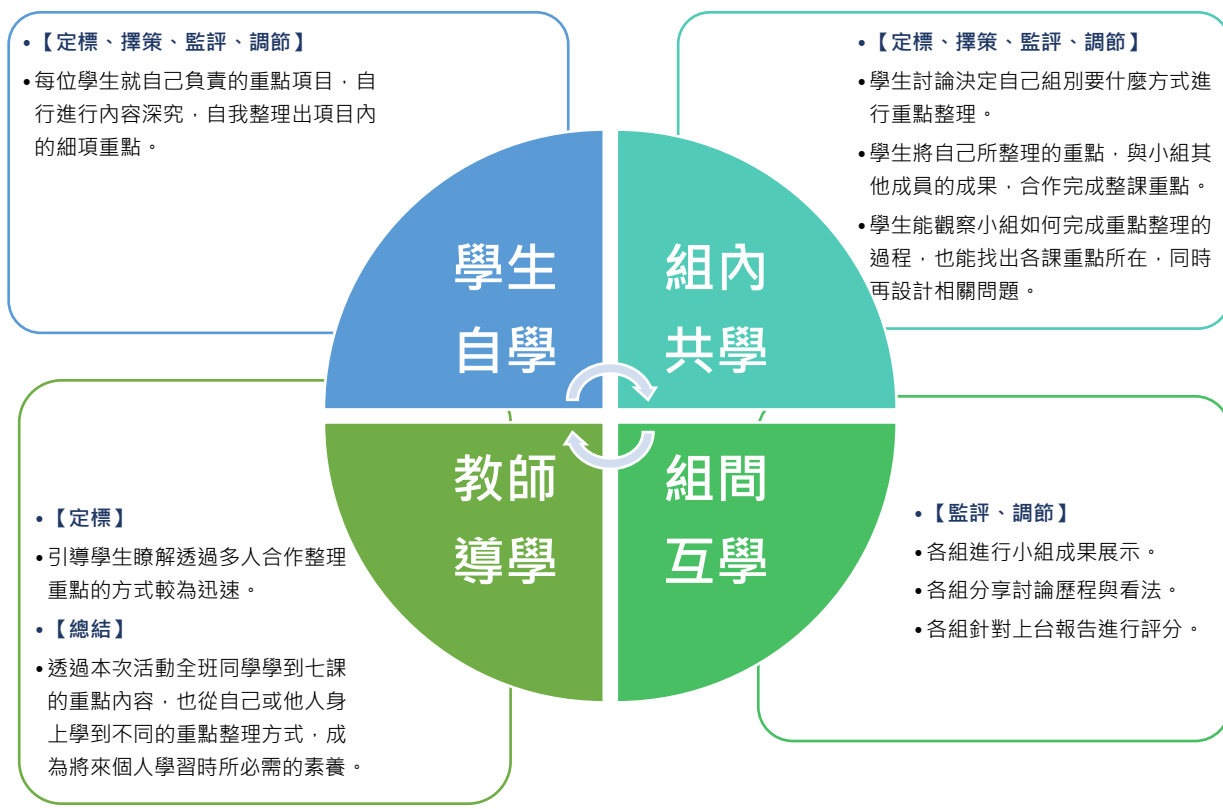 •【定標、擇策、監評、調節】
•每位學生就自己負責的重點項目，自
行進行內容深究，自我整理出項目內
的細項重點。
•【定標、擇策、監評、調節】
•學生討論決定自己組別要什麼方式進
行重點整理。
•學生將自己所整理的重點，與小組其
他成員的成果，合作完成整課重點。
•學生能觀察小組如何完成重點整理的
過程，也能找出各課重點所在，同時
再設計相關問題。
學生
自學
組內
共學
教師
導學
組間
互學
•【定標】
•引導學生瞭解透過多人合作整理
重點的方式較為迅速。
•【總結】
•透過本次活動全班同學學到七課
的重點內容，也從自己或他人身
上學到不同的重點整理方式，成
為將來個人學習時所必需的素養。
•【監評、調節】
•各組進行小組成果展示。
•各組分享討論歷程與看法。
•各組針對上台報告進行評分。